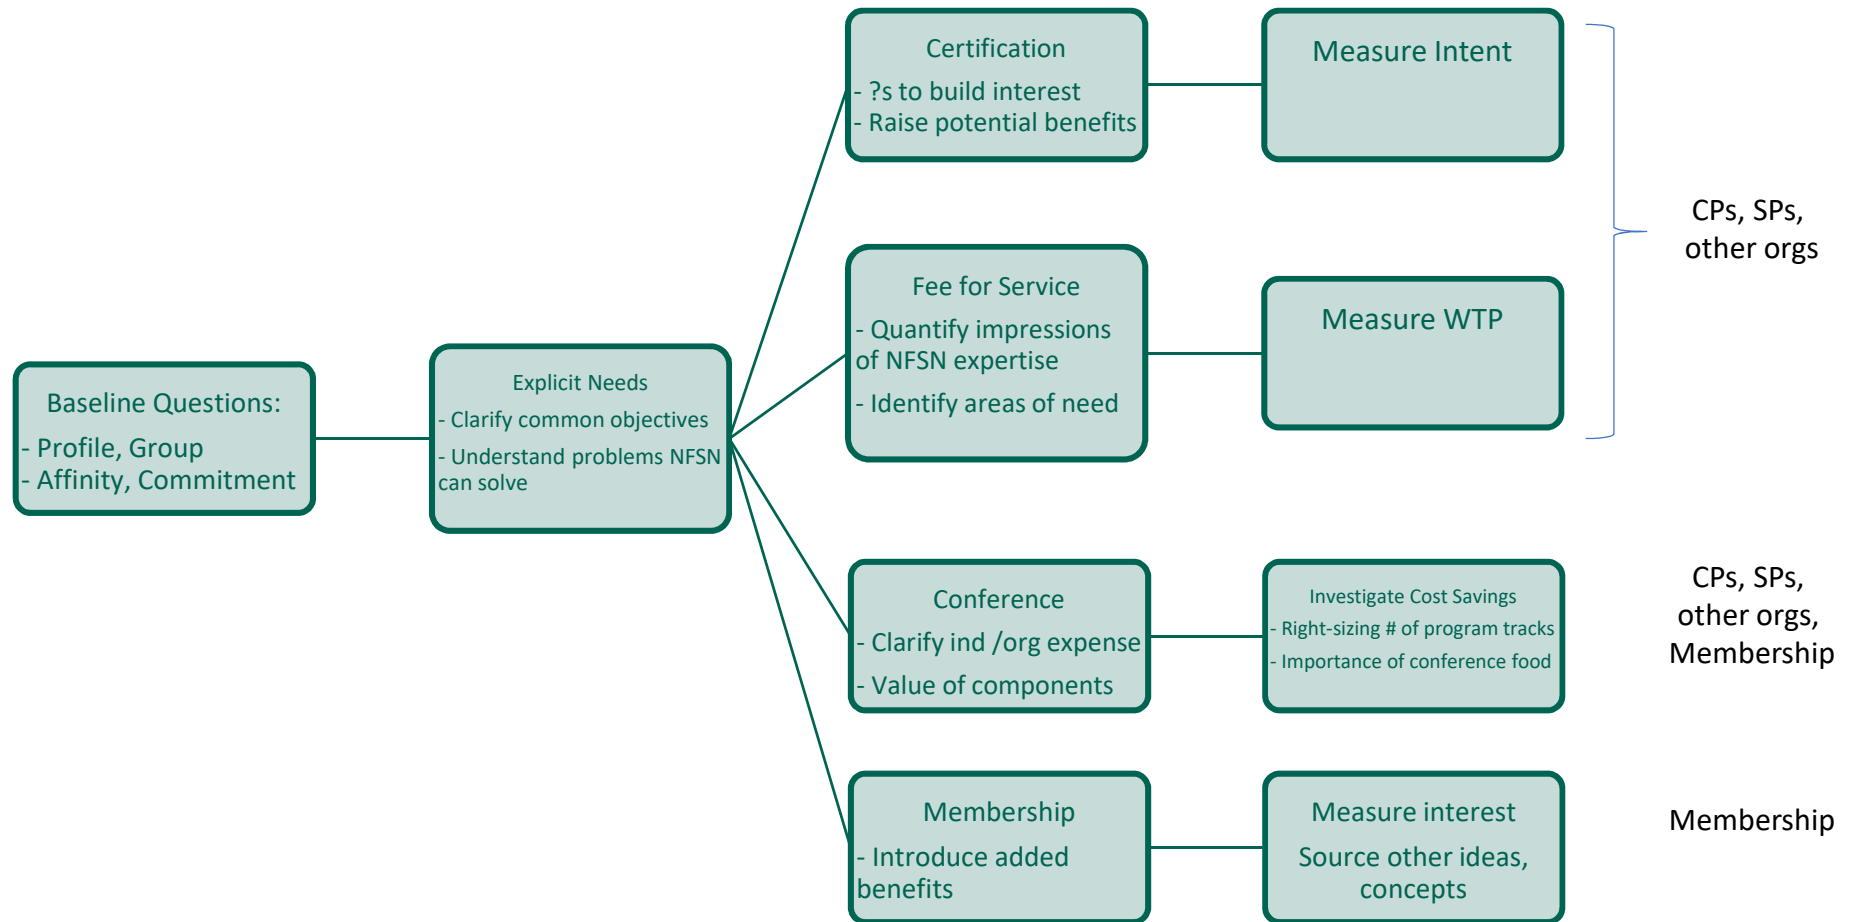 Baseline Questions:
- Profile, Group
- Affinity, Commitment
Explicit Needs
- Clarify common objectives
- Understand problems NFSN
can solve
Certification
- ?s to build interest
- Raise potential benefits
Measure Intent
Fee for Service
- Quantify impressions
of NFSN expertise
- Identify areas of need
Measure WTP
CPs, SPs,
other orgs
Conference
- Clarify ind /org expense
- Value of components
Investigate Cost Savings
- Right-sizing # of program tracks
- Importance of conference food
CPs, SPs,
other orgs,
Membership
Membership
- Introduce added
benefits
Measure interest
Source other ideas,
concepts
Membership